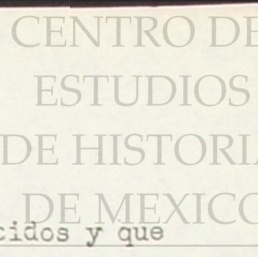 CENTRO DE
ESTUDIOS
DE HISTORIA
DE MEXICO
cidos y que